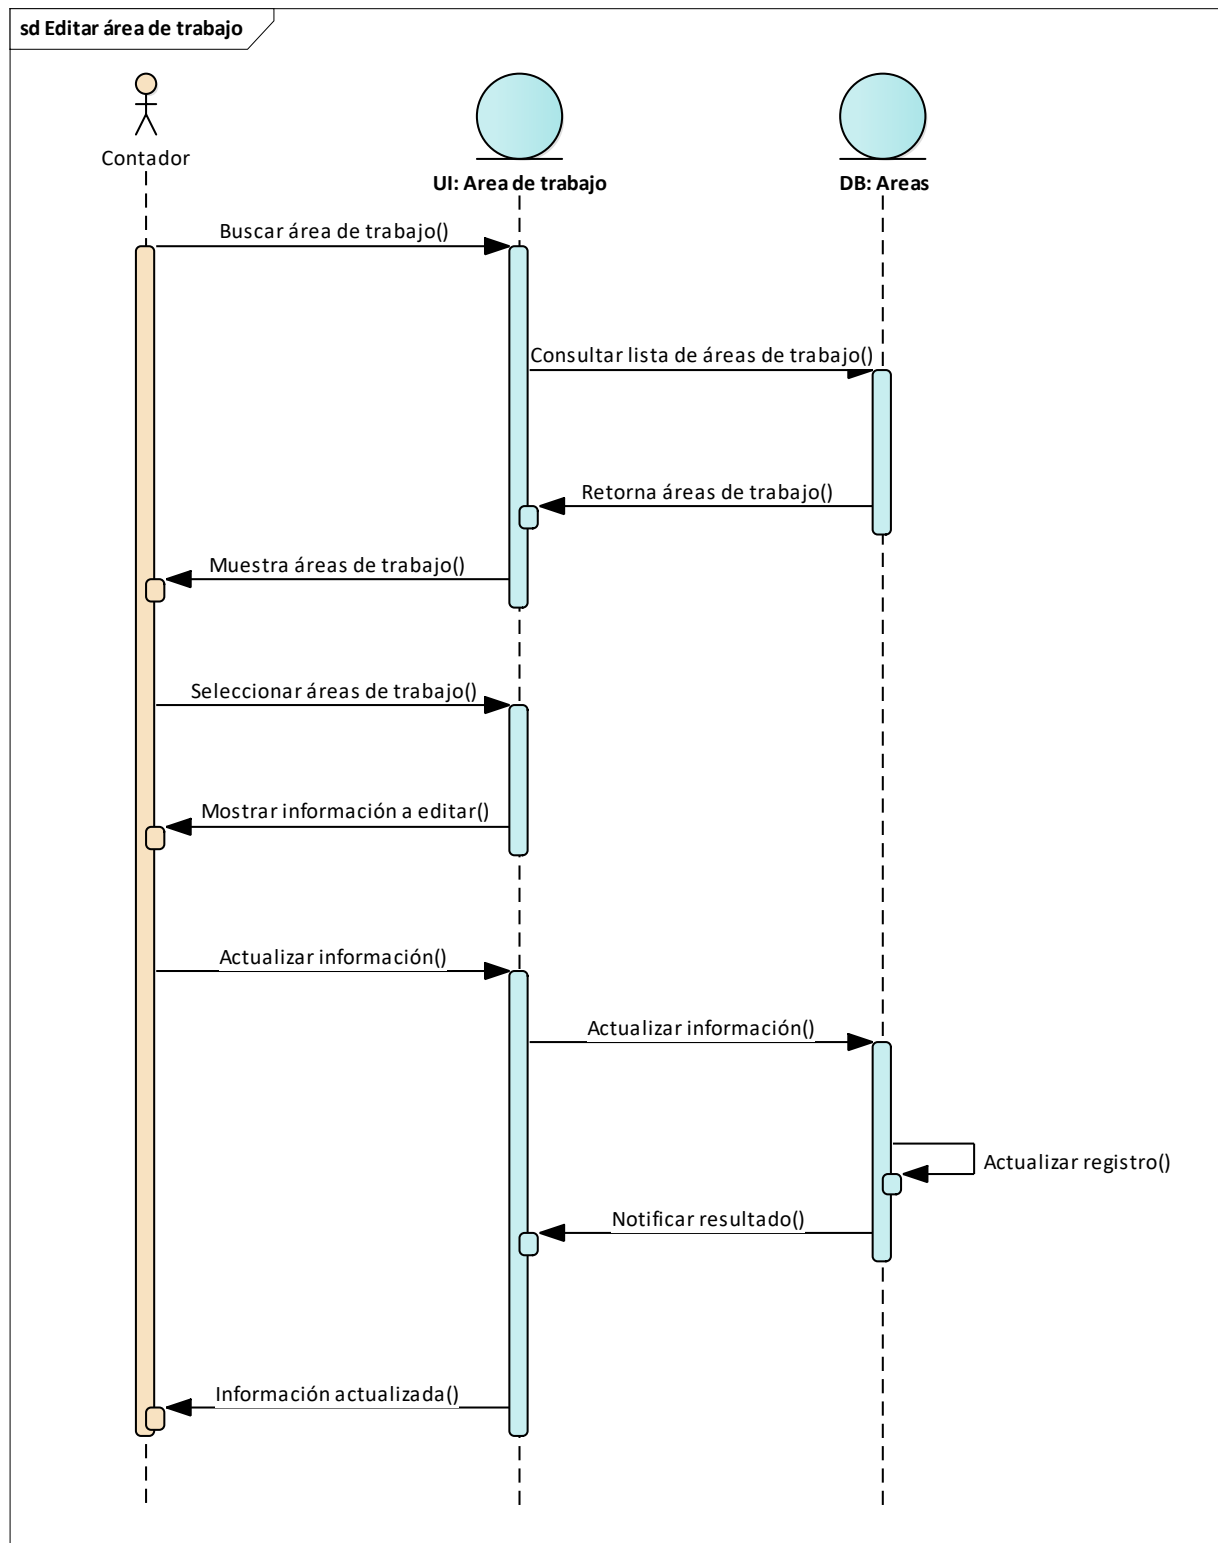 sd Editar área de trabajo
Contador
UI: Area de trabajo
DB: Areas
Buscar área de trabajo()
Consultar lista de áreas de trabajo()
Retorna áreas de trabajo()
Muestra áreas de trabajo()
Seleccionar áreas de trabajo()
Mostrar información a editar()
Actualizar información()
Actualizar información()
Actualizar registro()
Notificar resultado()
Información actualizada()